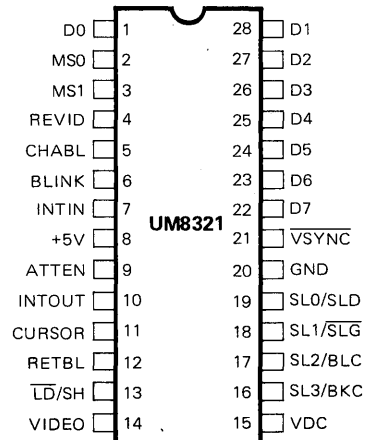 D0 1 28 D1
MS0 2 27 D2
MS1 3 26 D3
REVID 4 25 D4
CHABL 5 24 D5
BLINK 6 23 D6
INTIN 7 22 D7
UM8321
+5V 8 21 V̅S̅Y̅N̅C̅
ATTEN 9 20 GND
INTOUT 10 19 SL0/SLD
CURSOR 11 18 SL1/S̅L̅G̅
RETBL 12 17 SL2/BLC
L̅D̅/SH 13 16 SL3/BKC
VIDEO 14 15 VDC